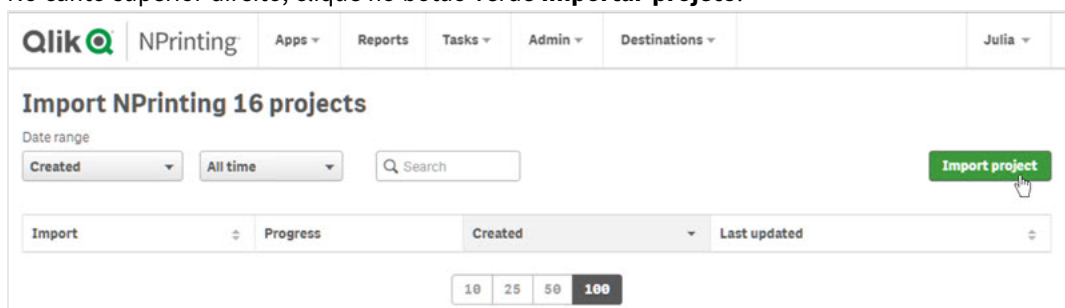 No canto superior direito, clique no botão verde Importar projeto.
Qlik NPrinting Apps Reports Tasks Admin Destinations Julia
Import NPrinting 16 projects
Date range
Created All time Search Import project
Import Progress Created Last updated
10 25 50 100